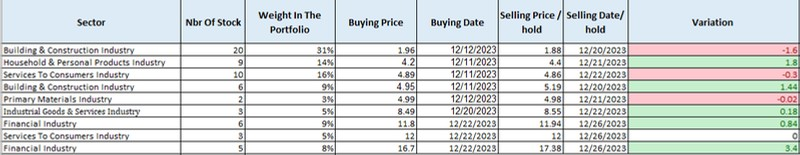 Sector Nbr Of Stock Weight In The Portfolio Buying Price Buying Date Selling Price / hold Selling Date/ hold Variation
Building & Construction Industry 20 31% 1.96 12/12/2023 1.88 12/20/2023 -1.6
Household & Personal Products Industry 9 14% 4.2 12/11/2023 4.4 12/21/2023 1.8
Services To Consumers Industry 10 16% 4.89 12/11/2023 4.86 12/22/2023 -0.3
Building & Construction Industry 6 9% 4.95 12/11/2023 5.19 12/20/2023 1.44
Primary Materials Industry 2 3% 4.99 12/12/2023 4.98 12/21/2023 -0.02
Industrial Goods & Services Industry 3 5% 8.49 12/20/2023 8.55 12/22/2023 0.18
Financial Industry 6 9% 11.8 12/22/2023 11.94 12/26/2023 0.84
Services To Consumers Industry 3 5% 12 12/22/2023 12 12/26/2023 0
Financial Industry 5 8% 16.7 12/22/2023 17.38 12/26/2023 3.4